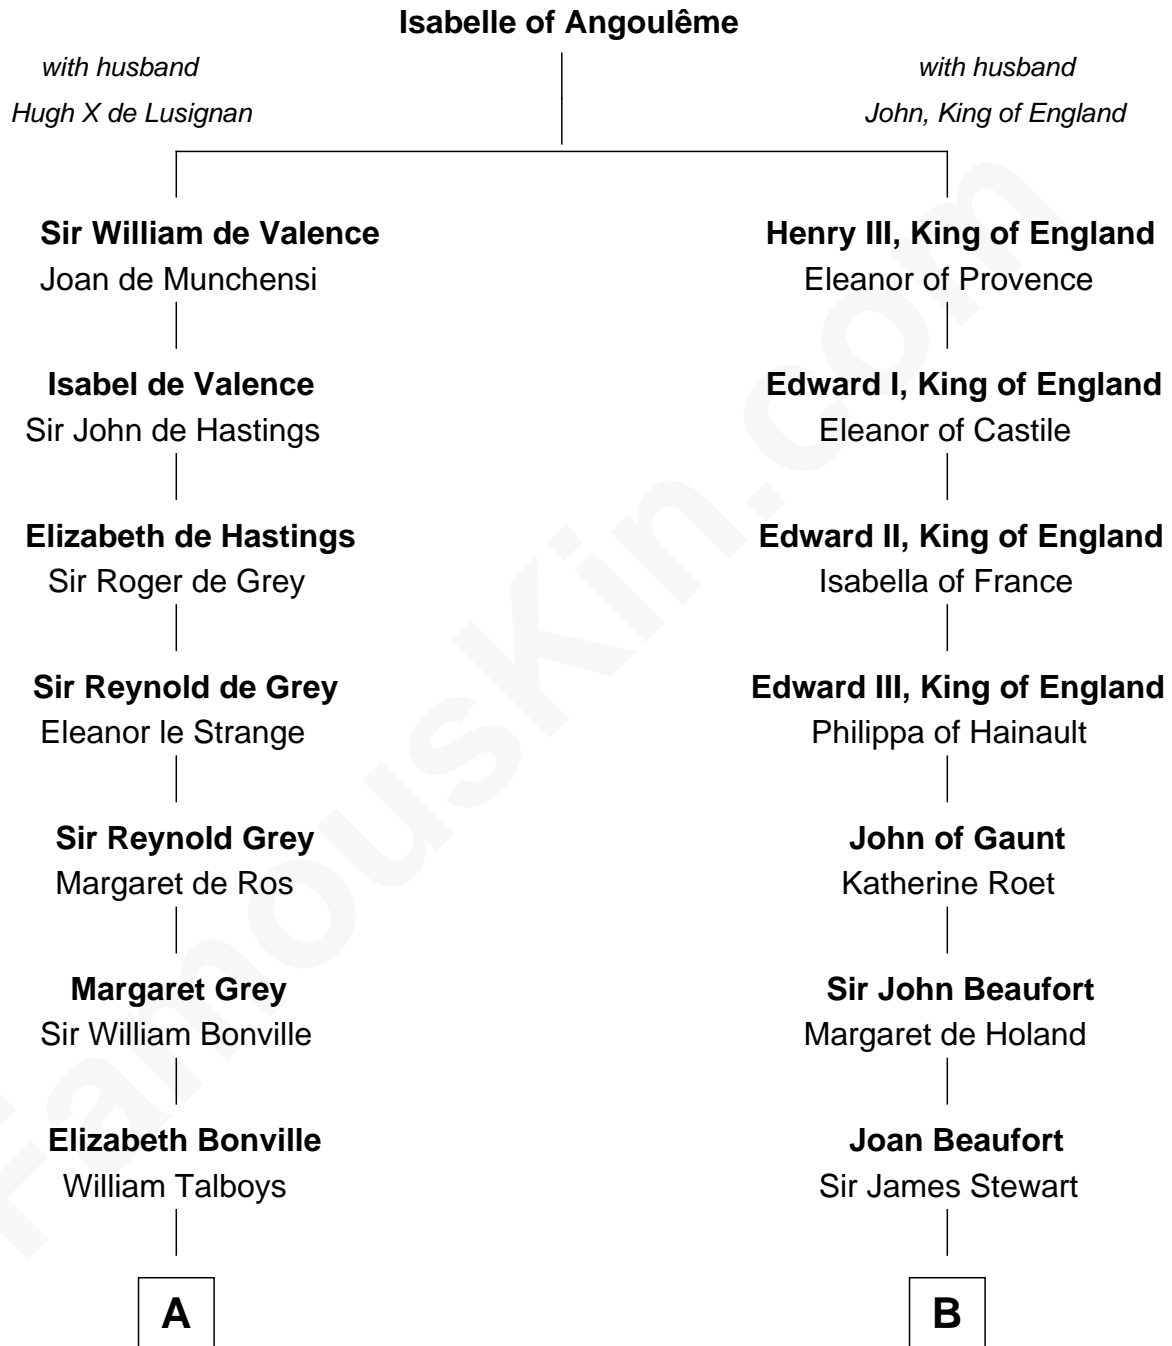 Isabelle of Angoulême
with husband
Hugh X de Lusignan
with husband
John, King of England
Sir William de Valence
Joan de Munchensi
Henry III, King of England
Eleanor of Provence
Isabel de Valence
Sir John de Hastings
Edward I, King of England
Eleanor of Castile
Elizabeth de Hastings
Sir Roger de Grey
Edward II, King of England
Isabella of France
Sir Reynold de Grey
Eleanor le Strange
Edward III, King of England
Philippa of Hainault
Sir Reynold Grey
Margaret de Ros
John of Gaunt
Katherine Roet
Margaret Grey
Sir William Bonville
Sir John Beaufort
Margaret de Holand
Elizabeth Bonville
William Talboys
Joan Beaufort
Sir James Stewart
A
B
FamousKin.com